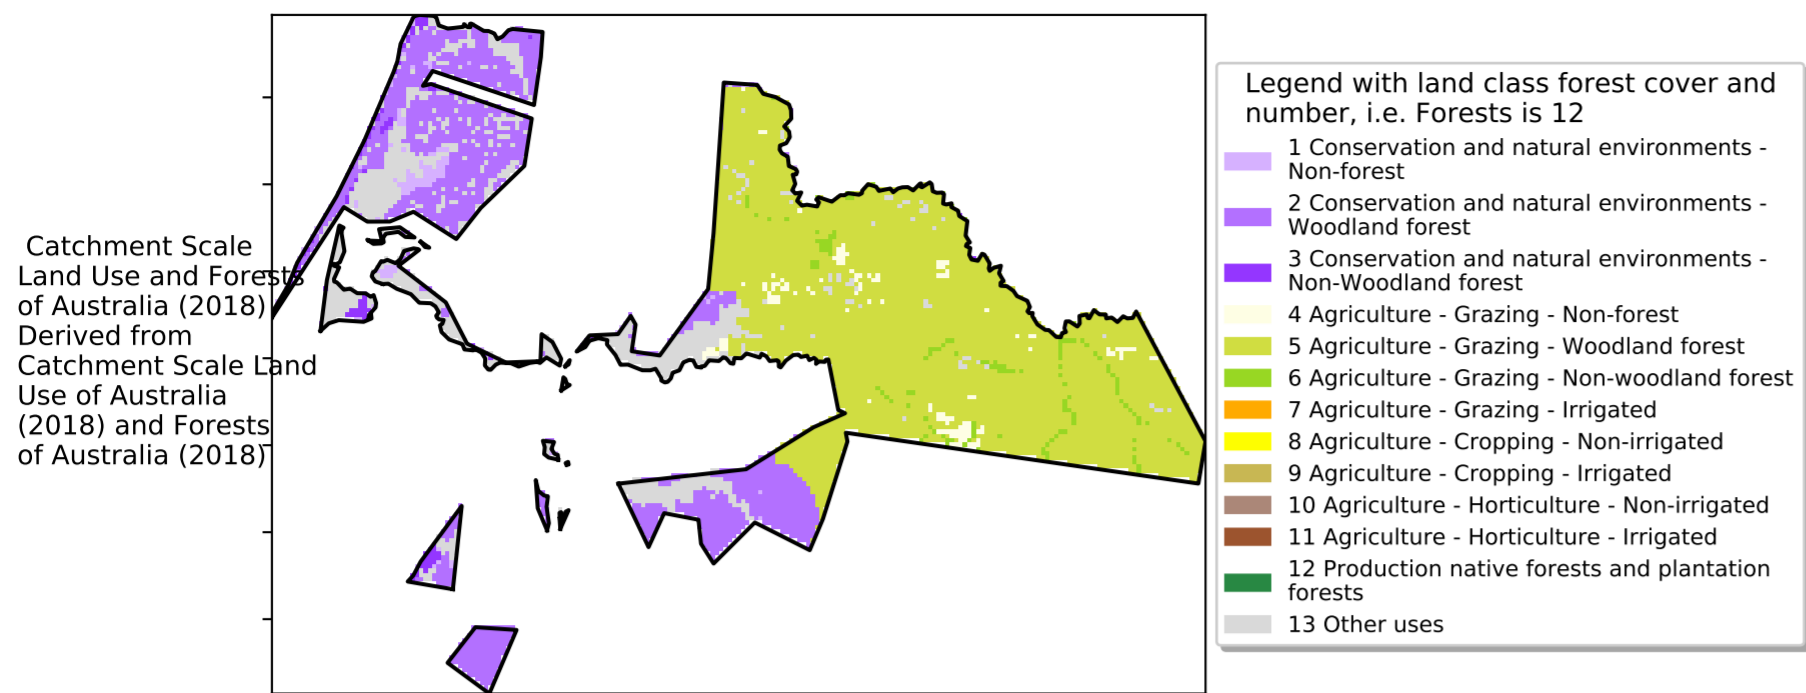 Catchment Scale
Land Use and Forests
of Australia (2018)
Derived from
Catchment Scale Land
Use of Australia
(2018) and Forests
of Australia (2018)
Legend with land class forest cover and
number, i.e. Forests is 12
1 Conservation and natural environments -
Non-forest
2 Conservation and natural environments -
Woodland forest
3 Conservation and natural environments -
Non-Woodland forest
4 Agriculture - Grazing - Non-forest
5 Agriculture - Grazing - Woodland forest
6 Agriculture - Grazing - Non-woodland forest
7 Agriculture - Grazing - Irrigated
8 Agriculture - Cropping - Non-irrigated
9 Agriculture - Cropping - Irrigated
10 Agriculture - Horticulture - Non-irrigated
11 Agriculture - Horticulture - Irrigated
12 Production native forests and plantation
forests
13 Other uses